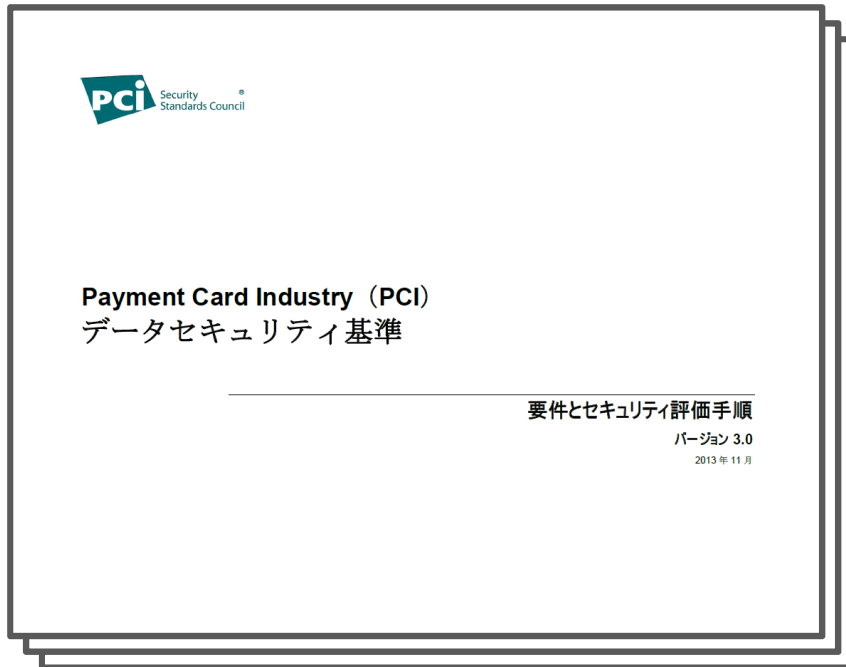 PCI Security ®
Standards Council
Payment Card Industry（PCI）
データセキュリティ基準
要件とセキュリティ評価手順
バージョン 3.0
2013 年 11 月